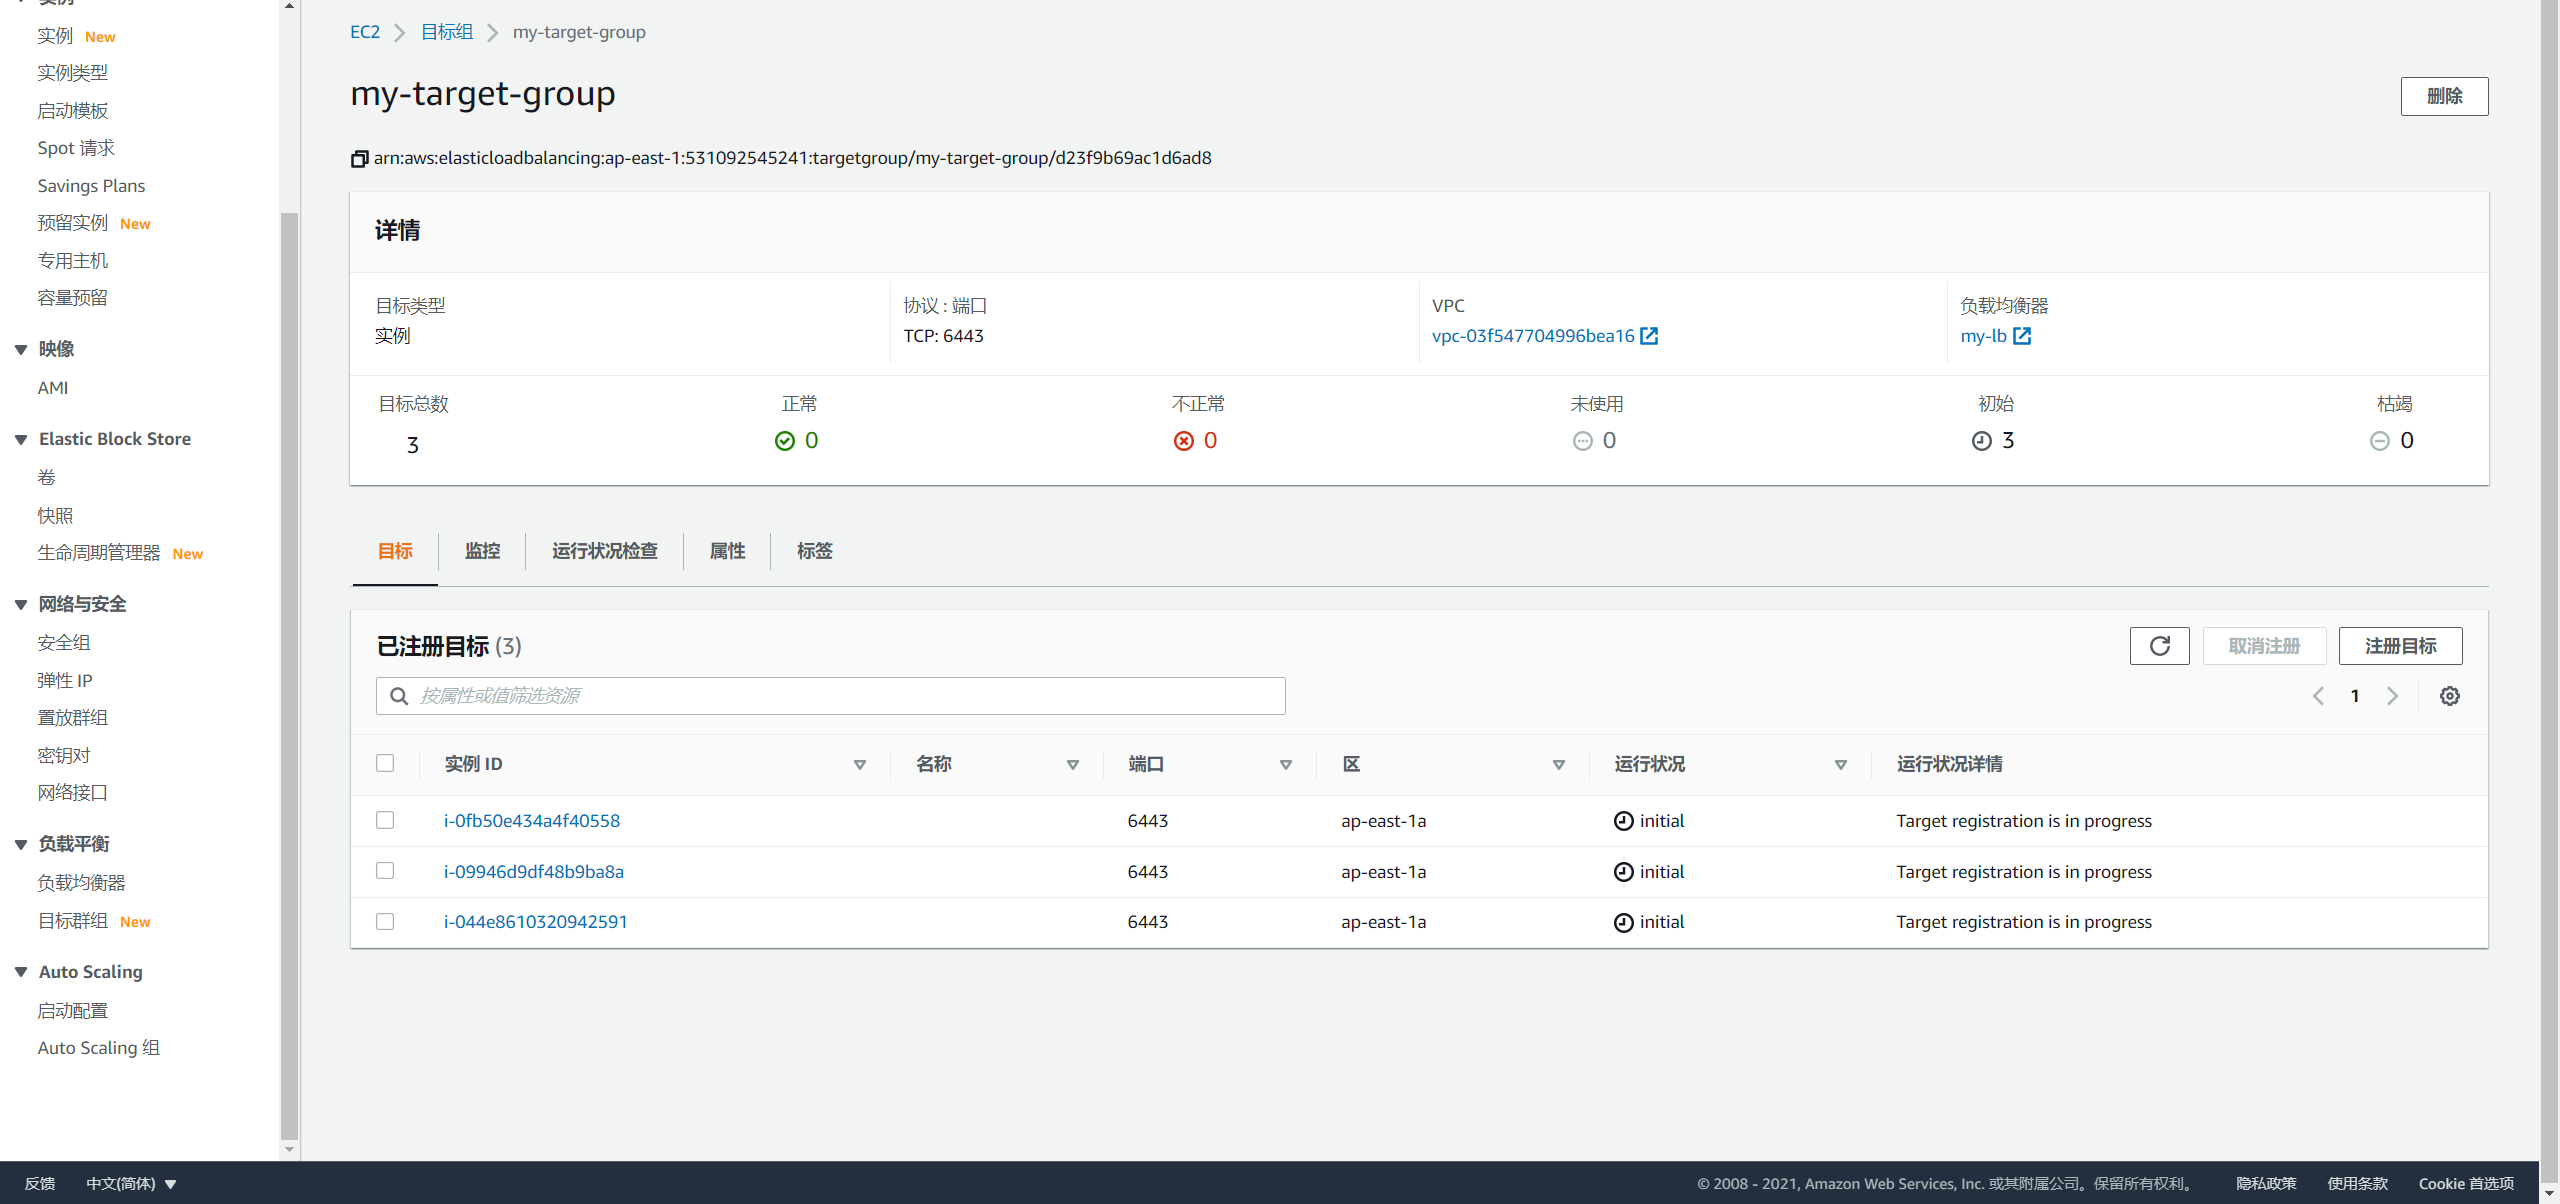 实例 New
实例类型
启动模板
Spot 请求
Savings Plans
预留实例 New
专用主机
容量预留
映像
AMI
Elastic Block Store
卷
快照
生命周期管理器 New
网络与安全
安全组
弹性 IP
置放群组
密钥对
网络接口
负载平衡
负载均衡器
目标群组 New
Auto Scaling
启动配置
Auto Scaling 组
EC2 目标组 my-target-group
my-target-group
删除
arn:aws:elasticloadbalancing:ap-east-1:531092545241:targetgroup/my-target-group/d23f9b69ac1d6ad8
详情
目标类型 协议 : 端口 VPC 负载均衡器
实例 TCP: 6443 vpc-03f547704996bea16 my-lb
目标总数 正常 不正常 未使用 初始 枯竭
3 0 0 0 3 0
目标 监控 运行状况检查 属性 标签
已注册目标 (3)
取消注册 注册目标
按属性或值筛选资源
1
实例 ID 名称 端口 区 运行状况 运行状况详情
i-0fb50e434a4f40558 6443 ap-east-1a initial Target registration is in progress
i-09946d9df48b9ba8a 6443 ap-east-1a initial Target registration is in progress
i-044e8610320942591 6443 ap-east-1a initial Target registration is in progress
反馈 中文(简体) © 2008 - 2021, Amazon Web Services, Inc. 或其附属公司。保留所有权利。 隐私政策 使用条款 Cookie 首选项